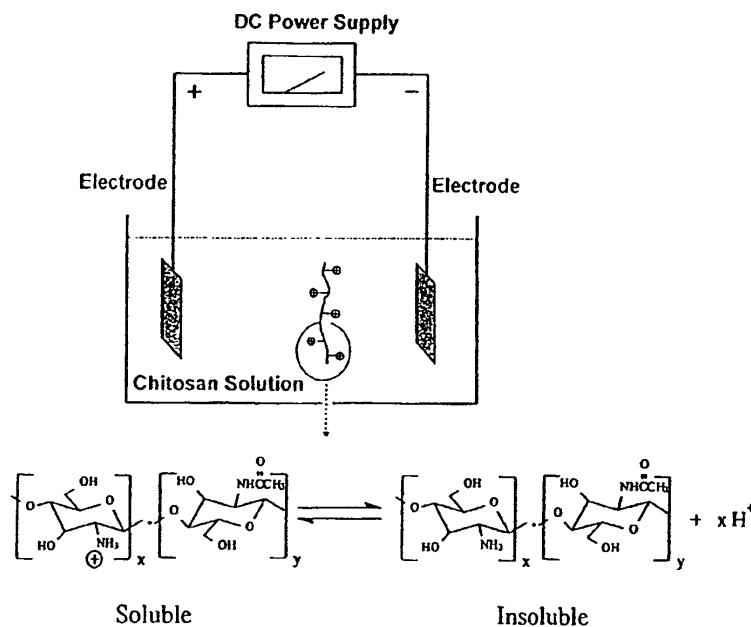 DC Power Supply
+ −
Electrode
Electrode
⊕
⊕
⊕
⊕
Chitosan Solution
O
OH
O
O
HO
NH3
⊕
x
O
HO
NHCCH3
O
OH
y
O
OH
O
O
HO
NH2
x
O
HO
NHCCH3
O
OH
y
+ x H+
Soluble
Insoluble